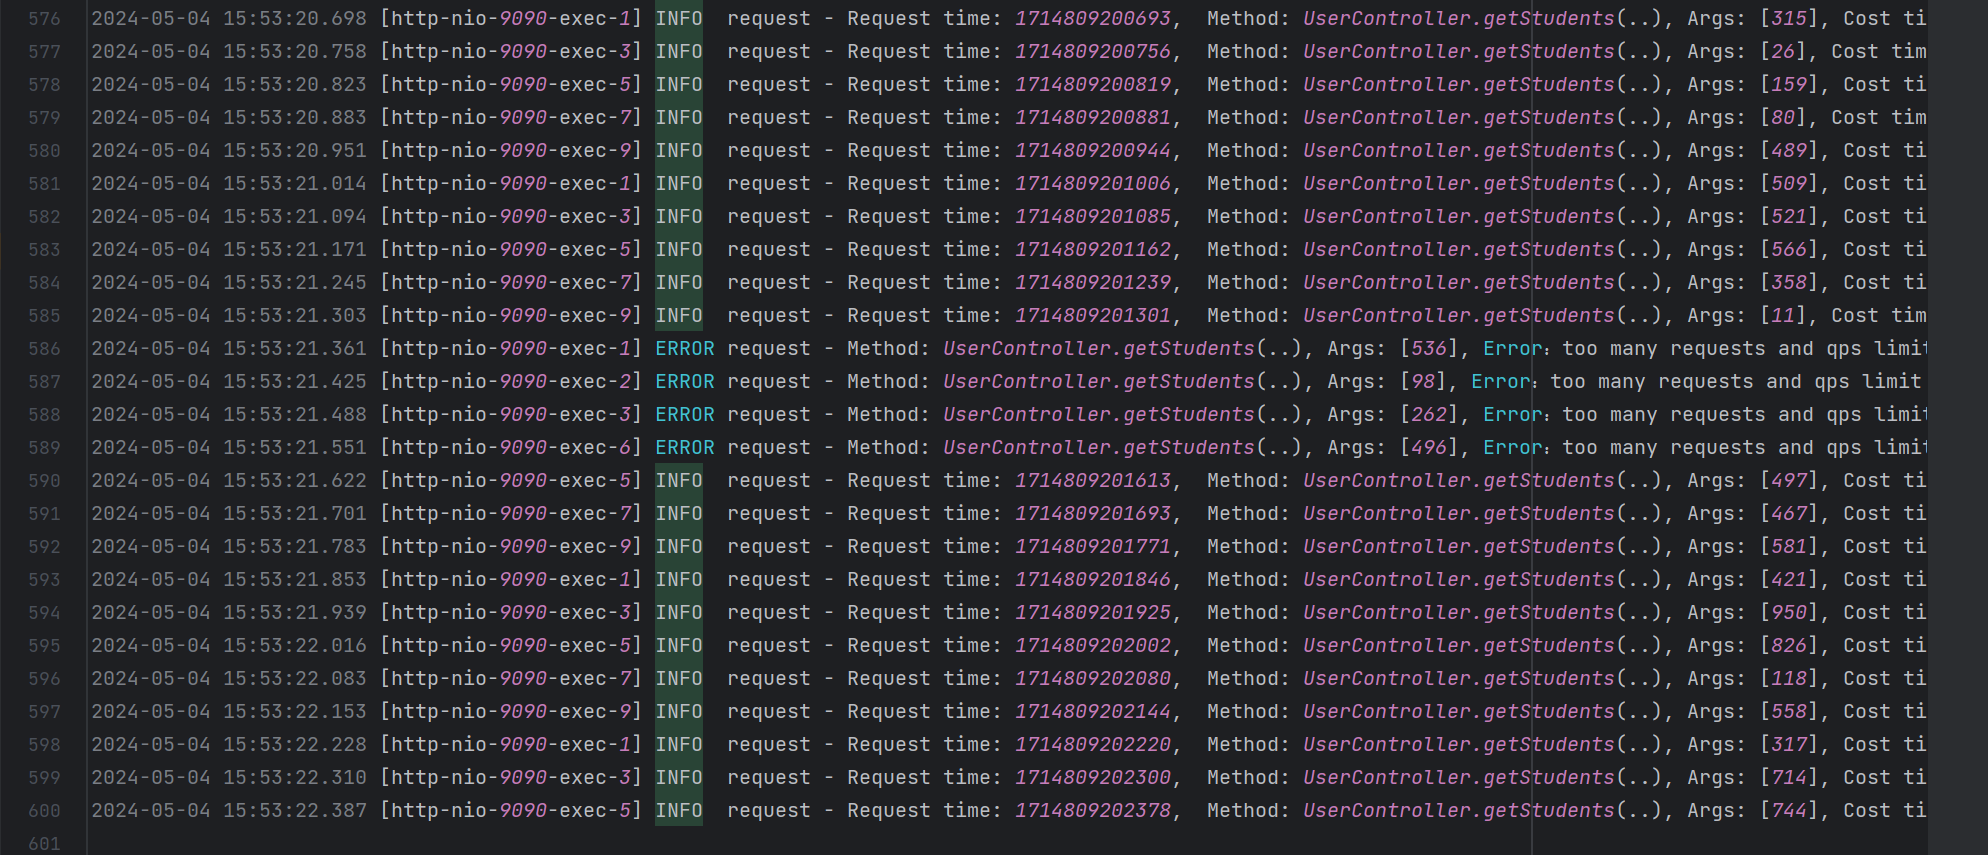 576 2024-05-04 15:53:20.698 [http-nio-9090-exec-1] INFO  request - Request time: 1714809200693,  Method: UserController.getStudents(..), Args: [315], Cost ti
577 2024-05-04 15:53:20.758 [http-nio-9090-exec-3] INFO  request - Request time: 1714809200756,  Method: UserController.getStudents(..), Args: [26], Cost tim
578 2024-05-04 15:53:20.823 [http-nio-9090-exec-5] INFO  request - Request time: 1714809200819,  Method: UserController.getStudents(..), Args: [159], Cost ti
579 2024-05-04 15:53:20.883 [http-nio-9090-exec-7] INFO  request - Request time: 1714809200881,  Method: UserController.getStudents(..), Args: [80], Cost tim
580 2024-05-04 15:53:20.951 [http-nio-9090-exec-9] INFO  request - Request time: 1714809200944,  Method: UserController.getStudents(..), Args: [489], Cost ti
581 2024-05-04 15:53:21.014 [http-nio-9090-exec-1] INFO  request - Request time: 1714809201006,  Method: UserController.getStudents(..), Args: [509], Cost ti
582 2024-05-04 15:53:21.094 [http-nio-9090-exec-3] INFO  request - Request time: 1714809201085,  Method: UserController.getStudents(..), Args: [521], Cost ti
583 2024-05-04 15:53:21.171 [http-nio-9090-exec-5] INFO  request - Request time: 1714809201162,  Method: UserController.getStudents(..), Args: [566], Cost ti
584 2024-05-04 15:53:21.245 [http-nio-9090-exec-7] INFO  request - Request time: 1714809201239,  Method: UserController.getStudents(..), Args: [358], Cost ti
585 2024-05-04 15:53:21.303 [http-nio-9090-exec-9] INFO  request - Request time: 1714809201301,  Method: UserController.getStudents(..), Args: [11], Cost tim
586 2024-05-04 15:53:21.361 [http-nio-9090-exec-1] ERROR request - Method: UserController.getStudents(..), Args: [536], Error：too many requests and qps limit
587 2024-05-04 15:53:21.425 [http-nio-9090-exec-2] ERROR request - Method: UserController.getStudents(..), Args: [98], Error：too many requests and qps limit
588 2024-05-04 15:53:21.488 [http-nio-9090-exec-3] ERROR request - Method: UserController.getStudents(..), Args: [262], Error：too many requests and qps limit
589 2024-05-04 15:53:21.551 [http-nio-9090-exec-6] ERROR request - Method: UserController.getStudents(..), Args: [496], Error：too many requests and qps limit
590 2024-05-04 15:53:21.622 [http-nio-9090-exec-5] INFO  request - Request time: 1714809201613,  Method: UserController.getStudents(..), Args: [497], Cost ti
591 2024-05-04 15:53:21.701 [http-nio-9090-exec-7] INFO  request - Request time: 1714809201693,  Method: UserController.getStudents(..), Args: [467], Cost ti
592 2024-05-04 15:53:21.783 [http-nio-9090-exec-9] INFO  request - Request time: 1714809201771,  Method: UserController.getStudents(..), Args: [581], Cost ti
593 2024-05-04 15:53:21.853 [http-nio-9090-exec-1] INFO  request - Request time: 1714809201846,  Method: UserController.getStudents(..), Args: [421], Cost ti
594 2024-05-04 15:53:21.939 [http-nio-9090-exec-3] INFO  request - Request time: 1714809201925,  Method: UserController.getStudents(..), Args: [950], Cost ti
595 2024-05-04 15:53:22.016 [http-nio-9090-exec-5] INFO  request - Request time: 1714809202002,  Method: UserController.getStudents(..), Args: [826], Cost ti
596 2024-05-04 15:53:22.083 [http-nio-9090-exec-7] INFO  request - Request time: 1714809202080,  Method: UserController.getStudents(..), Args: [118], Cost ti
597 2024-05-04 15:53:22.153 [http-nio-9090-exec-9] INFO  request - Request time: 1714809202144,  Method: UserController.getStudents(..), Args: [558], Cost ti
598 2024-05-04 15:53:22.228 [http-nio-9090-exec-1] INFO  request - Request time: 1714809202220,  Method: UserController.getStudents(..), Args: [317], Cost ti
599 2024-05-04 15:53:22.310 [http-nio-9090-exec-3] INFO  request - Request time: 1714809202300,  Method: UserController.getStudents(..), Args: [714], Cost ti
600 2024-05-04 15:53:22.387 [http-nio-9090-exec-5] INFO  request - Request time: 1714809202378,  Method: UserController.getStudents(..), Args: [744], Cost ti
601